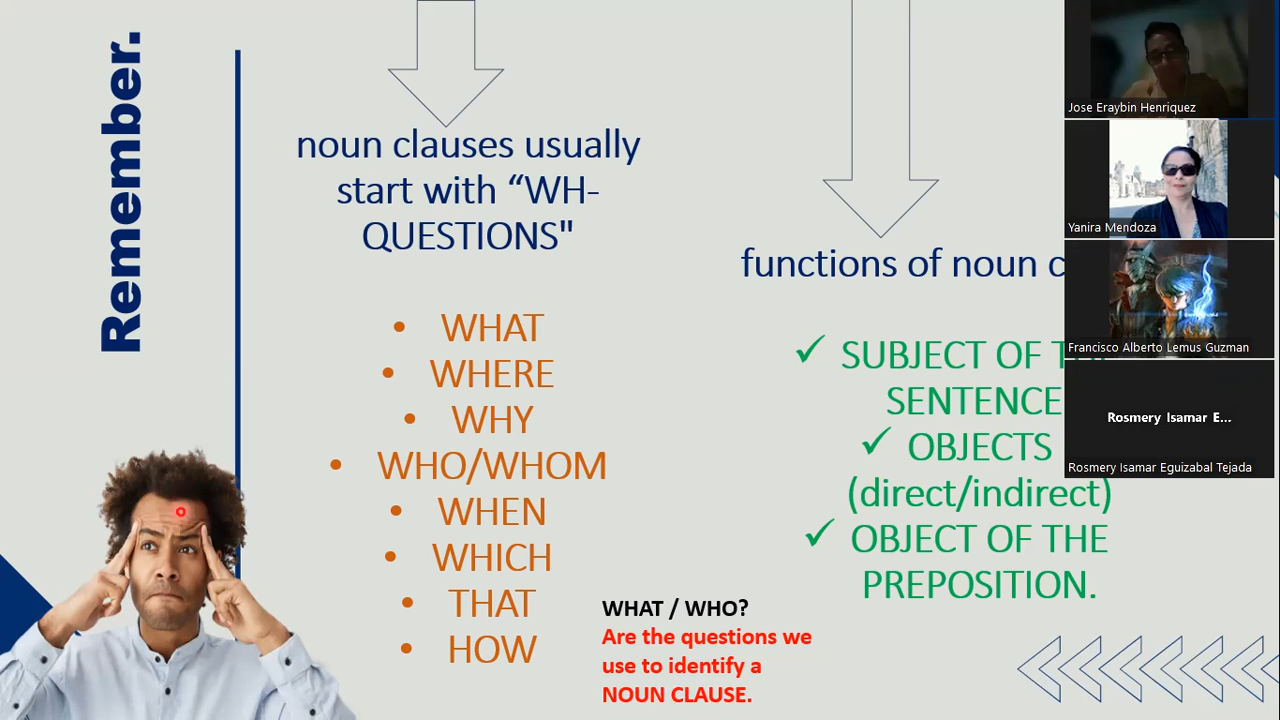 Remember.
noun clauses usually
start with “WH-
QUESTIONS"
• WHAT
• WHERE
• WHY
• WHO/WHOM
• WHEN
• WHICH
• THAT
• HOW
WHAT / WHO?
Are the questions we
use to identify a
NOUN CLAUSE.
functions of noun
✓ SUBJECT OF
SENTENCE
✓ OBJECTS
(direct/indirect)
✓ OBJECT OF THE
PREPOSITION.
Jose Eraybin Henriquez
Yanira Mendoza
Francisco Alberto Lemus Guzman
Rosmery Isamar E...
Rosmery Isamar Eguizabal Tejada